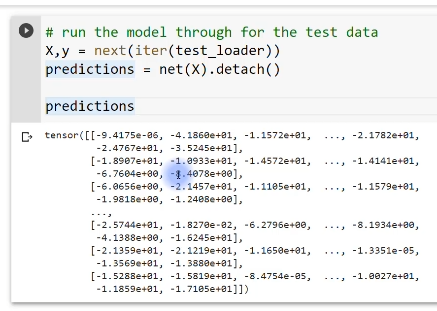 # run the model through for the test data
X,y = next(iter(test_loader))
predictions = net(X).detach()
predictions
tensor([[-9.4175e-06, -4.1860e+01, -1.1572e+01, ..., -2.1782e+01,
-2.4767e+01, -3.5245e+01],
[-1.8907e+01, -1.0933e+01, -1.4572e+01, ..., -1.4141e+01,
-6.7604e+00, 4078e+00],
[-6.0656e+00, -2.1457e+01, -1.1105e+01, ..., -1.1579e+01,
-1.9818e+01, -1.2408e+00],
...,
[-2.5744e+01, -1.8270e-02, -6.2796e+00, ..., -8.1934e+00,
-4.1388e+00, -1.6245e+01],
[-2.1359e+01, -2.1219e+01, -1.1650e+01, ..., -1.3351e-05,
-1.3569e+01, -1.3880e+01],
[-1.5288e+01, -1.5819e+01, -8.4754e-05, ..., -1.0027e+01,
-1.1859e+01, -1.7105e+01]])